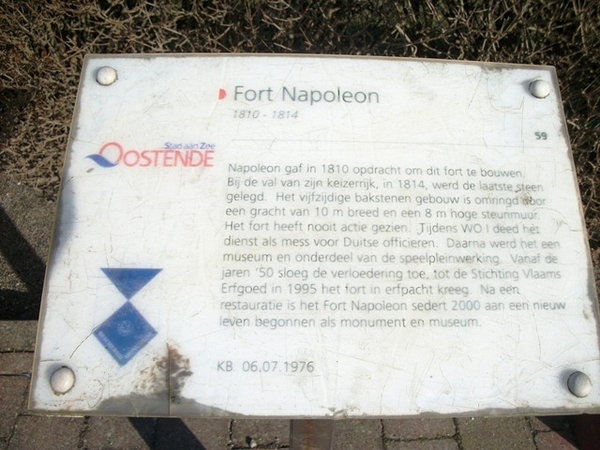 Fort Napoleon
1810 - 1814
59
Stad aan Zee
OOSTENDE
Napoleon gaf in 1810 opdracht om dit fort te bouwen.
Bij de val van zijn keizerrijk, in 1814, werd de laatste steen
gelegd. Het vijfzijdige bakstenen gebouw is omringd door
een gracht van 10 m breed en een 8 m hoge steunmuur.
Het fort heeft nooit actie gezien. Tijdens WO I deed het
dienst als mess voor Duitse officieren. Daarna werd het een
museum en onderdeel van de speelpleinwerking. Vanaf de
jaren '50 sloeg de verloedering toe, tot de Stichting Vlaams
Erfgoed in 1995 het fort in erfpacht kreeg. Na een
restauratie is het Fort Napoleon sedert 2000 aan een nieuw
leven begonnen als monument en museum.
KB. 06.07.1976